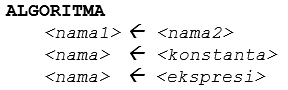 ALGORITMA
<nama1> ← <nama2>
<nama> ← <konstanta>
<nama> ← <ekspresi>